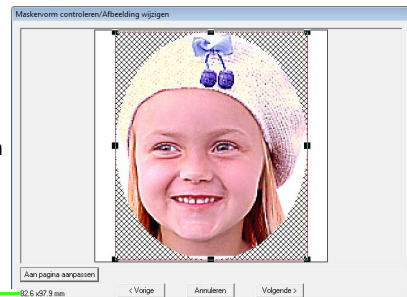 Maskervorm controleren/Afbeelding wijzigen
Aan pagina aanpassen
82.6 x97.9 mm
< Vorige Annuleren Volgende >